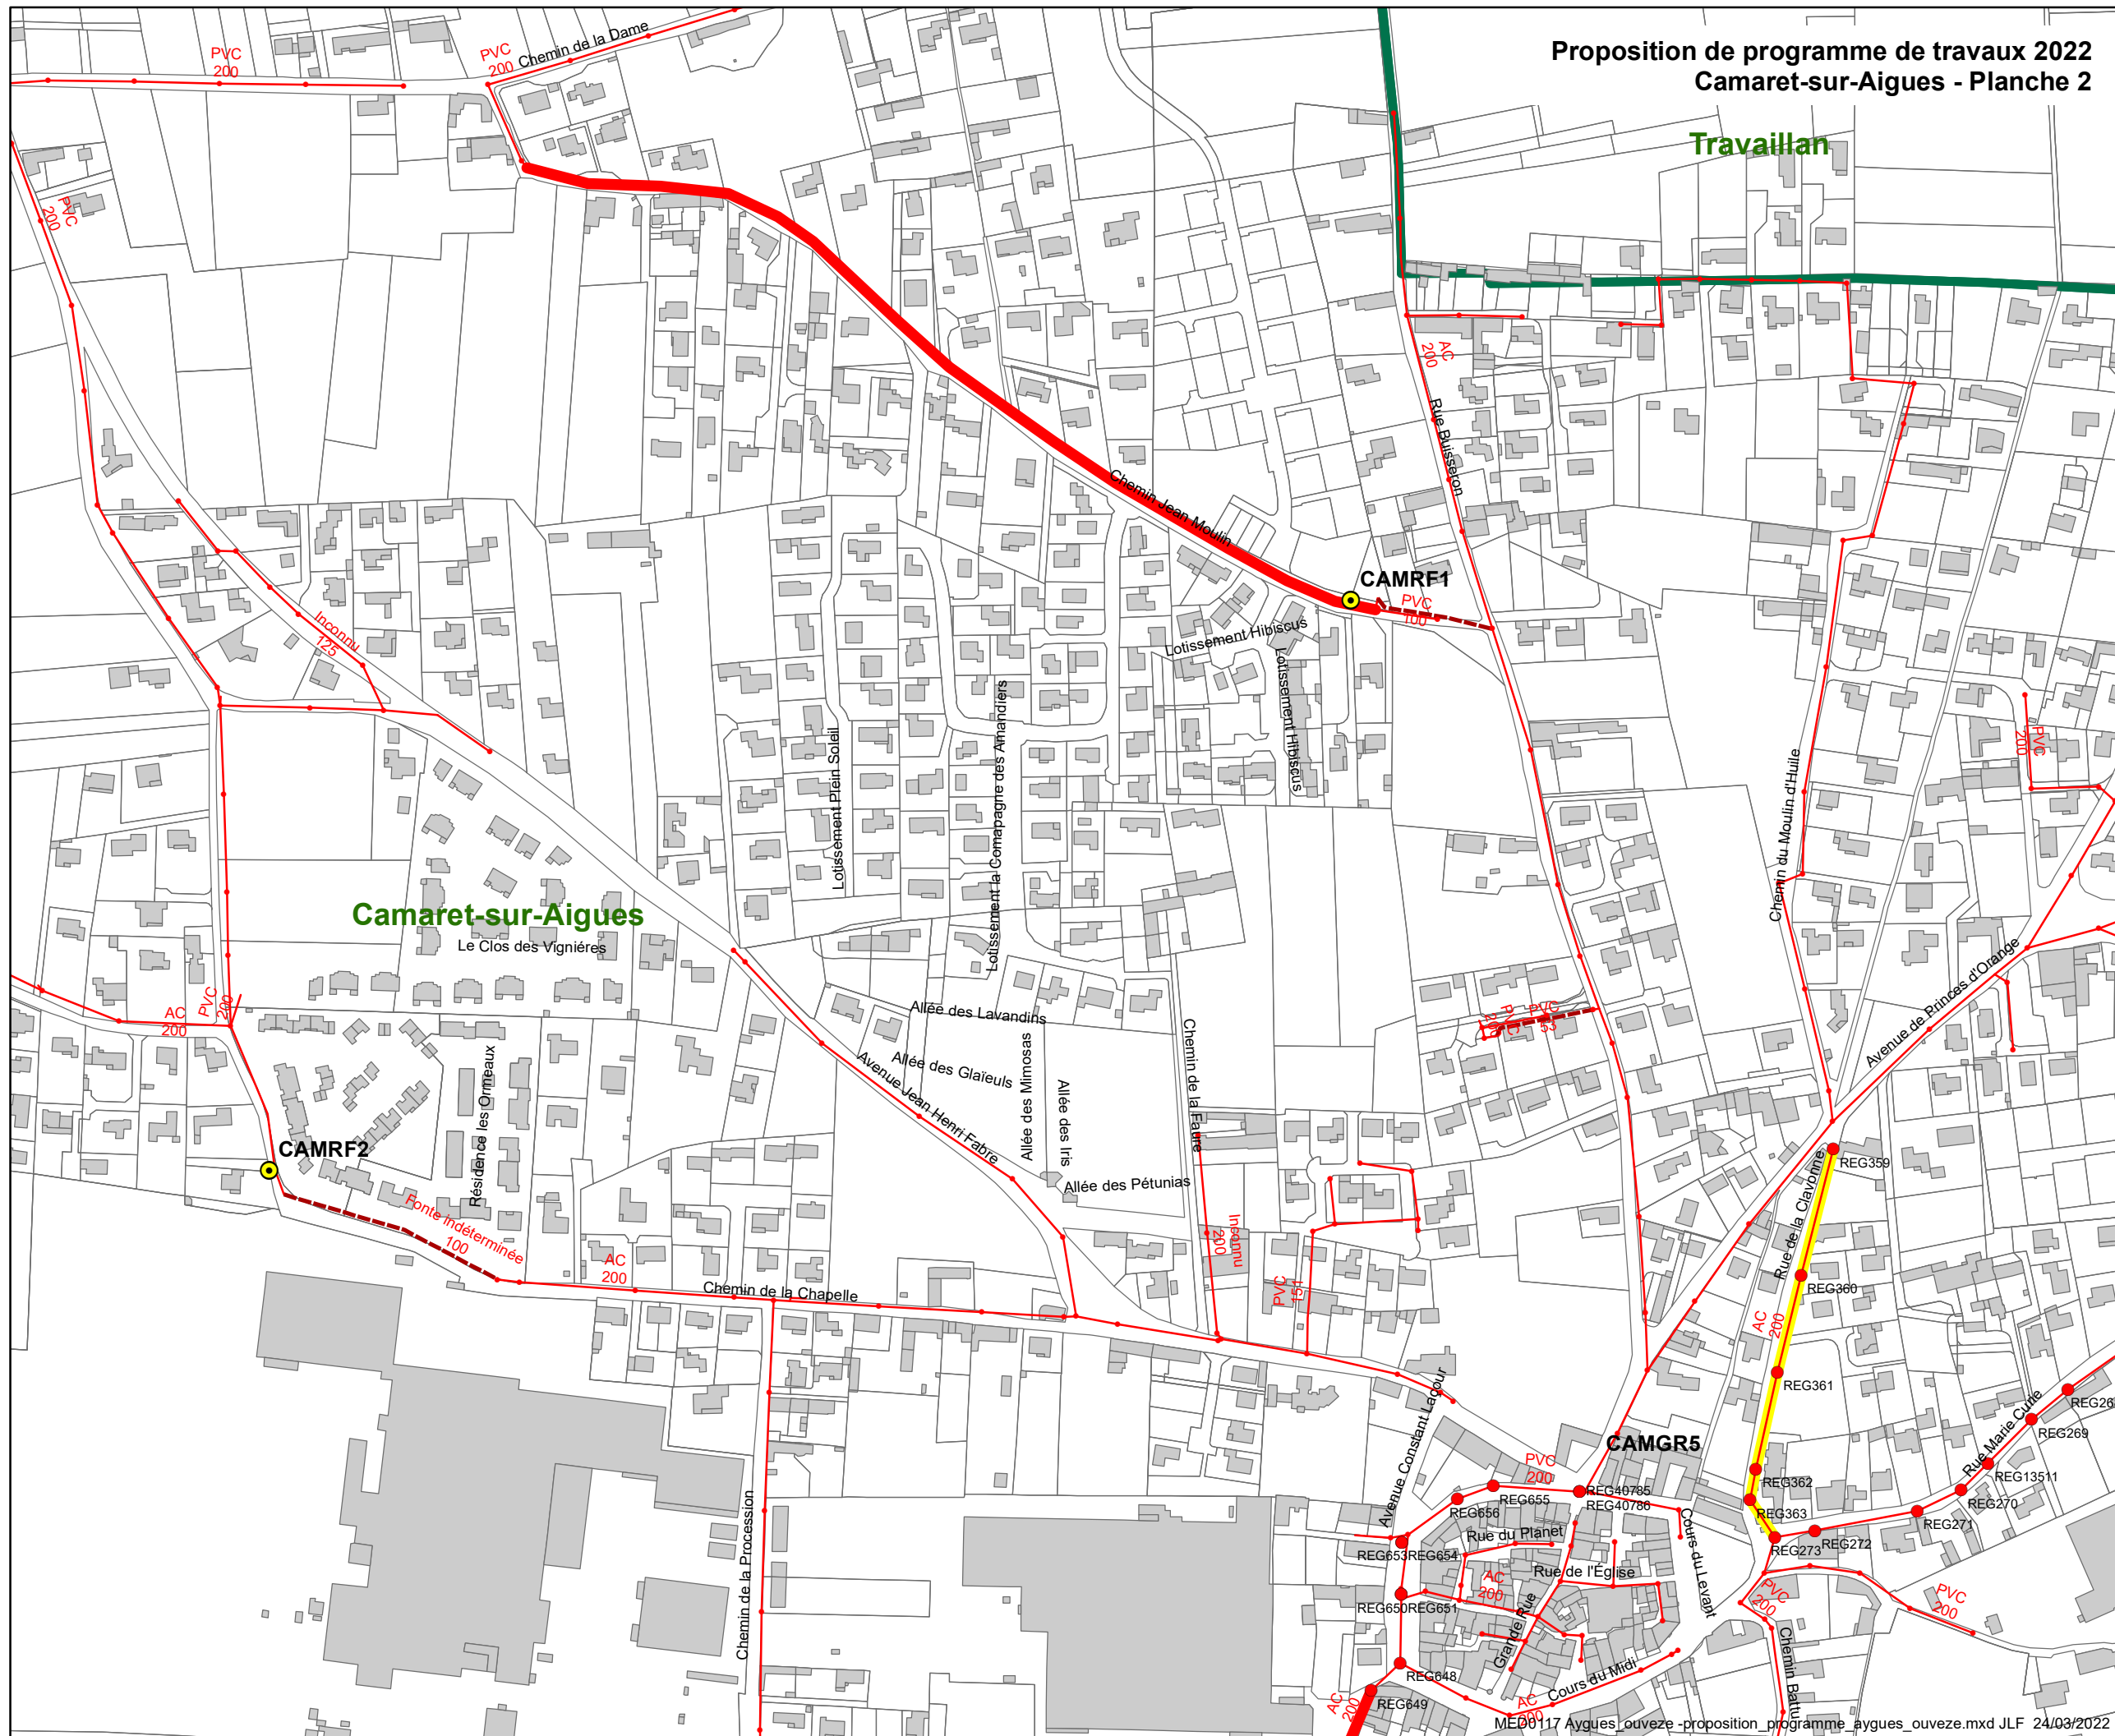 Proposition de programme de travaux 2022
Camaret-sur-Aigues - Planche 2
Travaillan
PVC
200
PVC
200
Chemin de la Dame
PVC
200
AC
200
Rue Buisseron
Chemin Jean Moulin
CAMRF1
PVC
100
Lotissement Hibiscus
Lotissement Hibiscus
Inconnu
125
Lotissement Plein Soleil
Lotissement la Comapagne des Amandiers
Chemin du Moulin d'Huile
PVC
200
Camaret-sur-Aigues
Le Clos des Vigniéres
Avenue de Princes d'Orange
AC
200
PVC
200
Allée des Lavandins
Allée des Glaïeuls
Allée des Mimosas
Allée des Iris
Allée des Pétunias
Avenue Jean Henri Fabre
Chemin de la Faure
PVC
200
PVC
53
Résidence les Ormeaux
CAMRF2
Fonte indéterminée
100
AC
200
Chemin de la Chapelle
Inconnu
200
PVC
151
REG359
Rue de la Clavonne
REG360
AC
200
REG361
Avenue Constant Lacour
CAMGR5
Rue Marie Curie
REG269
REG13511
REG270
REG271
REG272
REG273
REG362
REG363
PVC
200
REG655
REG656
REG40785
REG40786
REG653
REG654
Rue du Planet
Rue de l'Église
AC
200
REG650
REG651
Grande Rue
Cours du Levant
PVC
200
PVC
200
Chemin Battu
Chemin de la Procession
REG648
REG649
AC
200
Cours du Midi
AC
200
MED0117 Aygues_ouveze -proposition_programme_aygues_ouveze.mxd JLF 24/03/2022